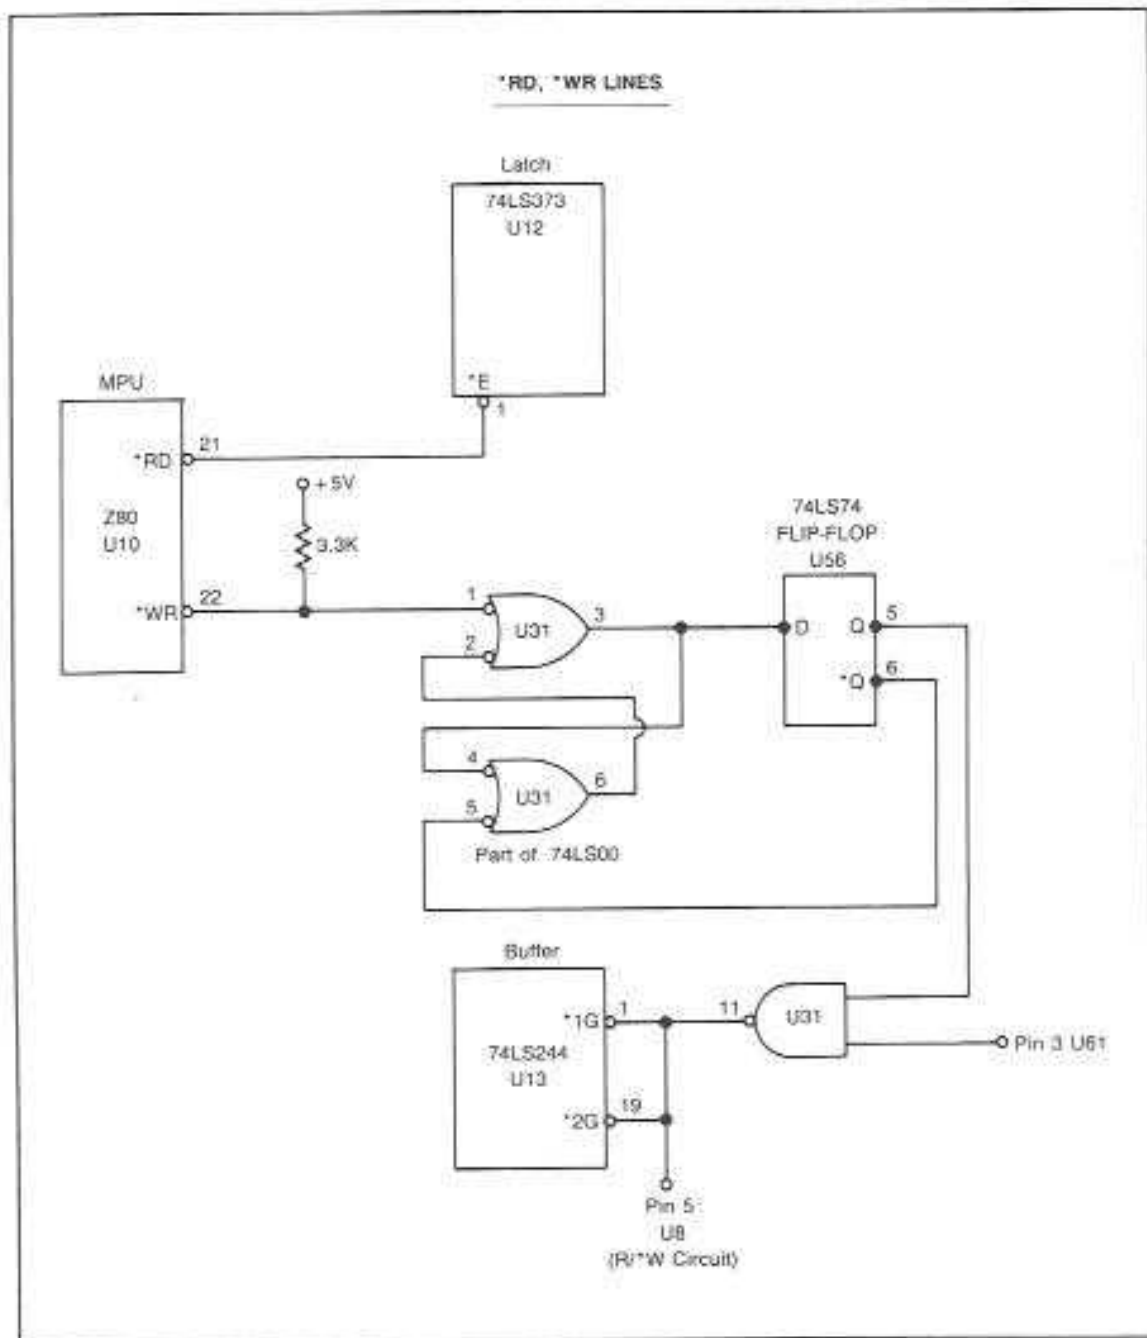 *RD, *WR LINES
Latch
74LS373
U12
*E
1
MPU
*RD
21
Z80
U10
*WR
22
+5V
3.3K
1
2
U31
3
74LS74
FLIP-FLOP
U56
D
Q
5
*Q
6
4
5
U31
6
Part of 74LS00
Buffer
*1G
1
74LS244
U13
*2G
19
11
U31
Pin 3 U61
Pin 5
U8
(R/*W Circuit)